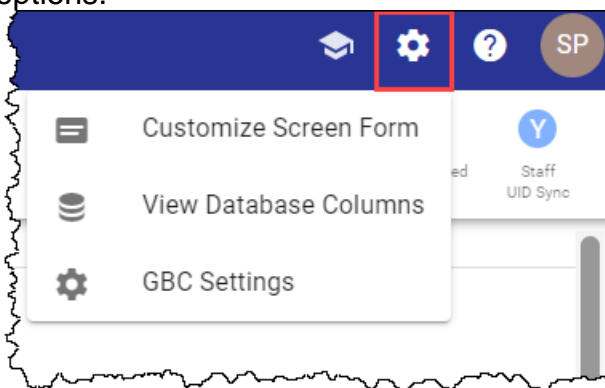 options.
SP
Customize Screen Form
View Database Columns
GBC Settings
?
Y
ed
Staff
UID Sync